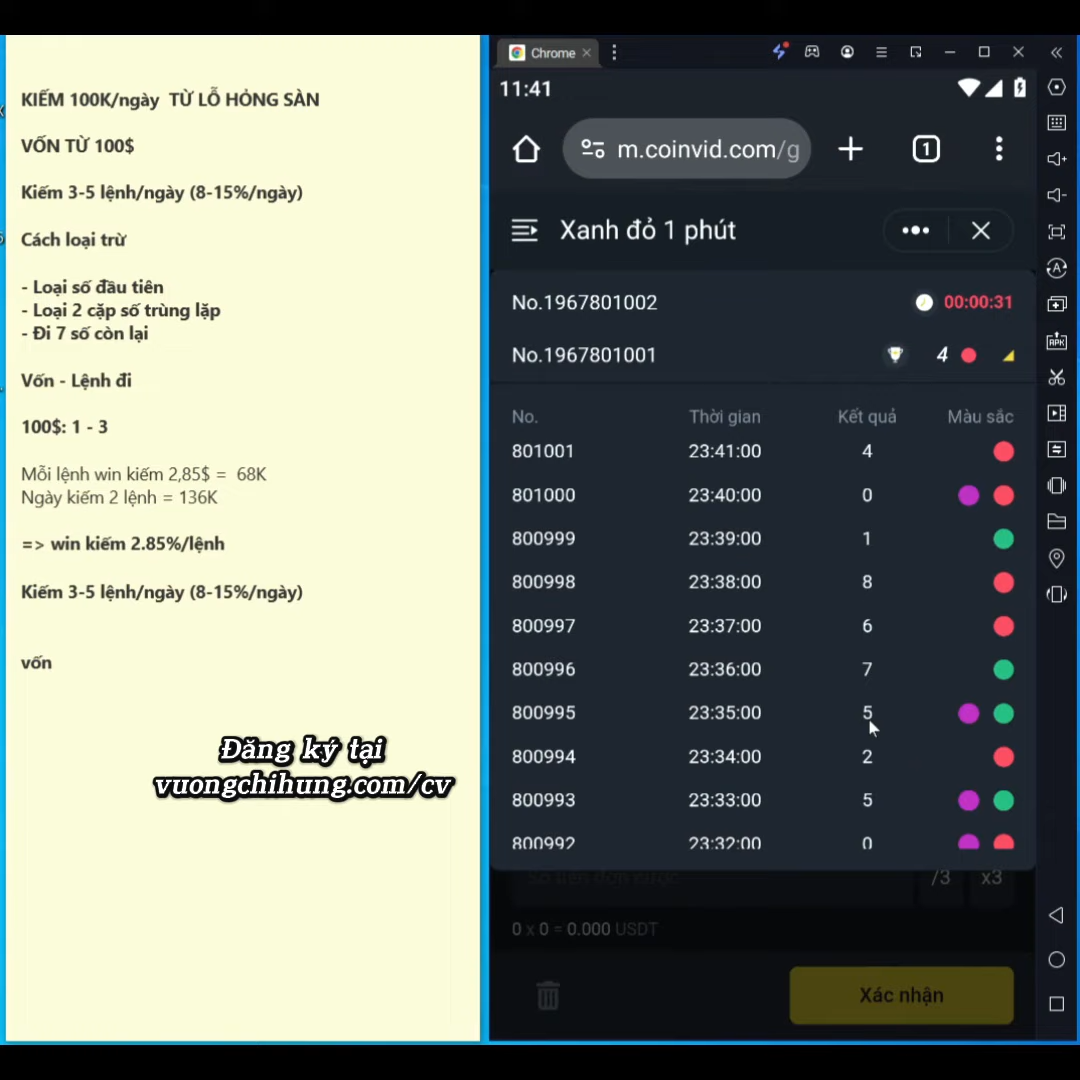 KIẾM 100K/ngày TỪ LỖ HỎNG SÀN
VỐN TỪ 100$
Kiếm 3-5 lệnh/ngày (8-15%/ngày)
Cách loại trừ
- Loại số đầu tiên
- Loại 2 cặp số trùng lặp
- Đi 7 số còn lại
Vốn - Lệnh đi
100$: 1 - 3
Mỗi lệnh win kiếm 2,85$ = 68K
Ngày kiếm 2 lệnh = 136K
=> win kiếm 2.85%/lệnh
Kiếm 3-5 lệnh/ngày (8-15%/ngày)
vốn
Đăng ký tại
vuongchihung.com/cv
Chrome
11:41
m.coinvid.com/g
1
Xanh đỏ 1 phút
No.1967801002 00:00:31
No.1967801001 4
No. Thời gian Kết quả Màu sắc
801001 23:41:00 4
801000 23:40:00 0
800999 23:39:00 1
800998 23:38:00 8
800997 23:37:00 6
800996 23:36:00 7
800995 23:35:00 5
800994 23:34:00 2
800993 23:33:00 5
800992 23:32:00 0
Số tiền đơn cược /3 x3
0 x 0 = 0.000 USDT
Xác nhận
APK